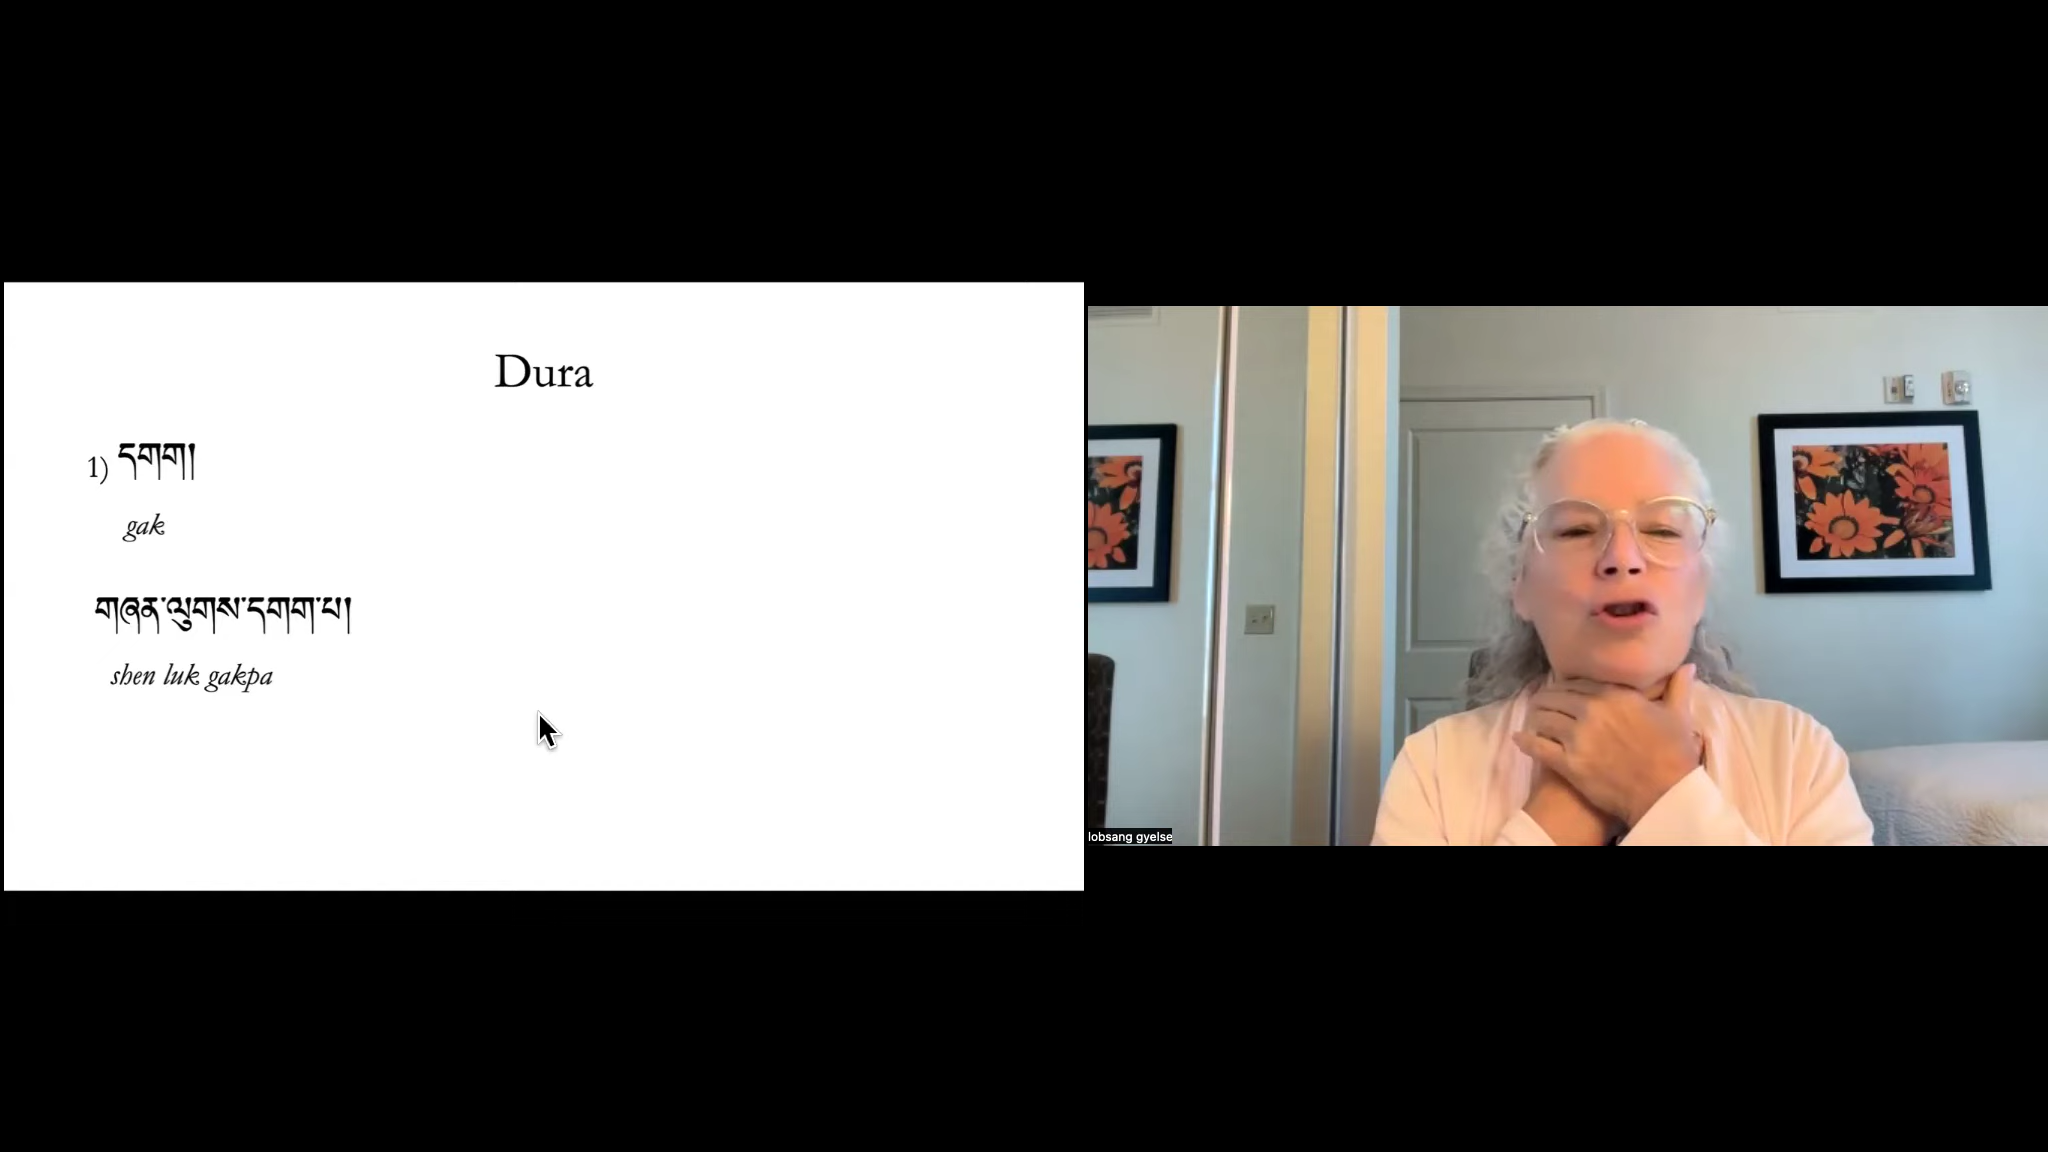 Dura
1) དགག།
gak
གཞན་ལུགས་དགག་པ།
shen luk gakpa
lobsang gyelse